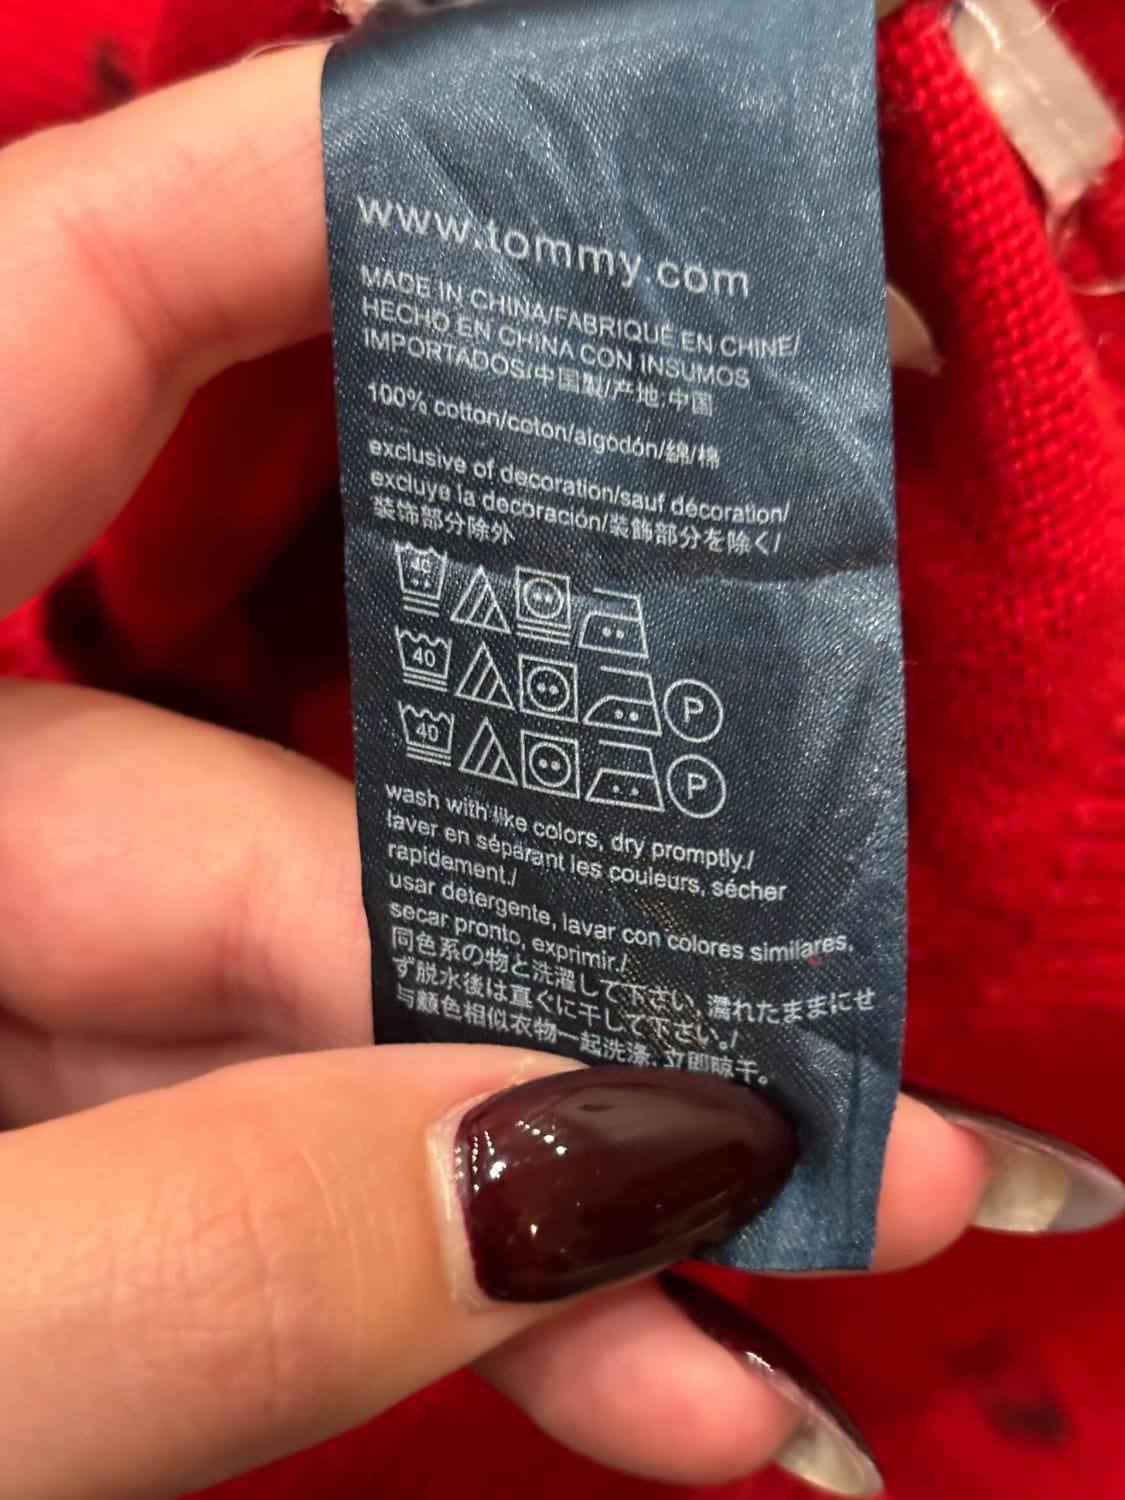 www.tommy.com
MADE IN CHINA/FABRIQUÉ EN CHINE/
HECHO EN CHINA CON INSUMOS
IMPORTADOS/中国製/产地:中国
100% cotton/coton/algodón/綿/棉
exclusive of decoration/sauf décoration/
excluye la decoración/装飾部分を除く/
装饰部分除外
40
40 P
40 P
wash with like colors, dry promptly./
laver en séparant les couleurs, sécher
rapidement./
usar detergente, lavar con colores similares,
secar pronto, exprimir./
同色系の物と洗濯して下さい。濡れたままにせ
ず脱水後は直ぐに干して下さい。/
与颜色相似衣物一起洗涤, 立即晾干。